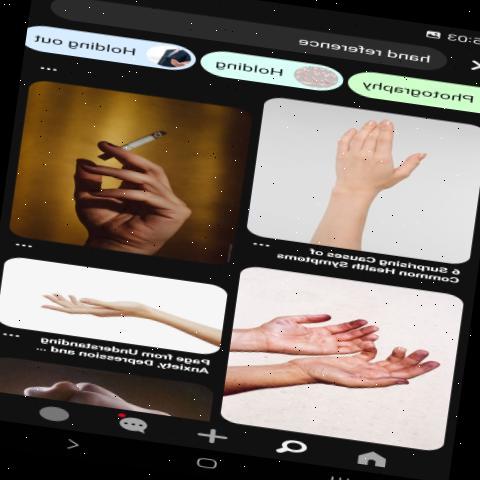 5:03
hand reference
Photography
Holding
Holding out
6 Surprising Causes of
Common Health Symptoms
Page from Understanding
Anxiety, Depression and ...